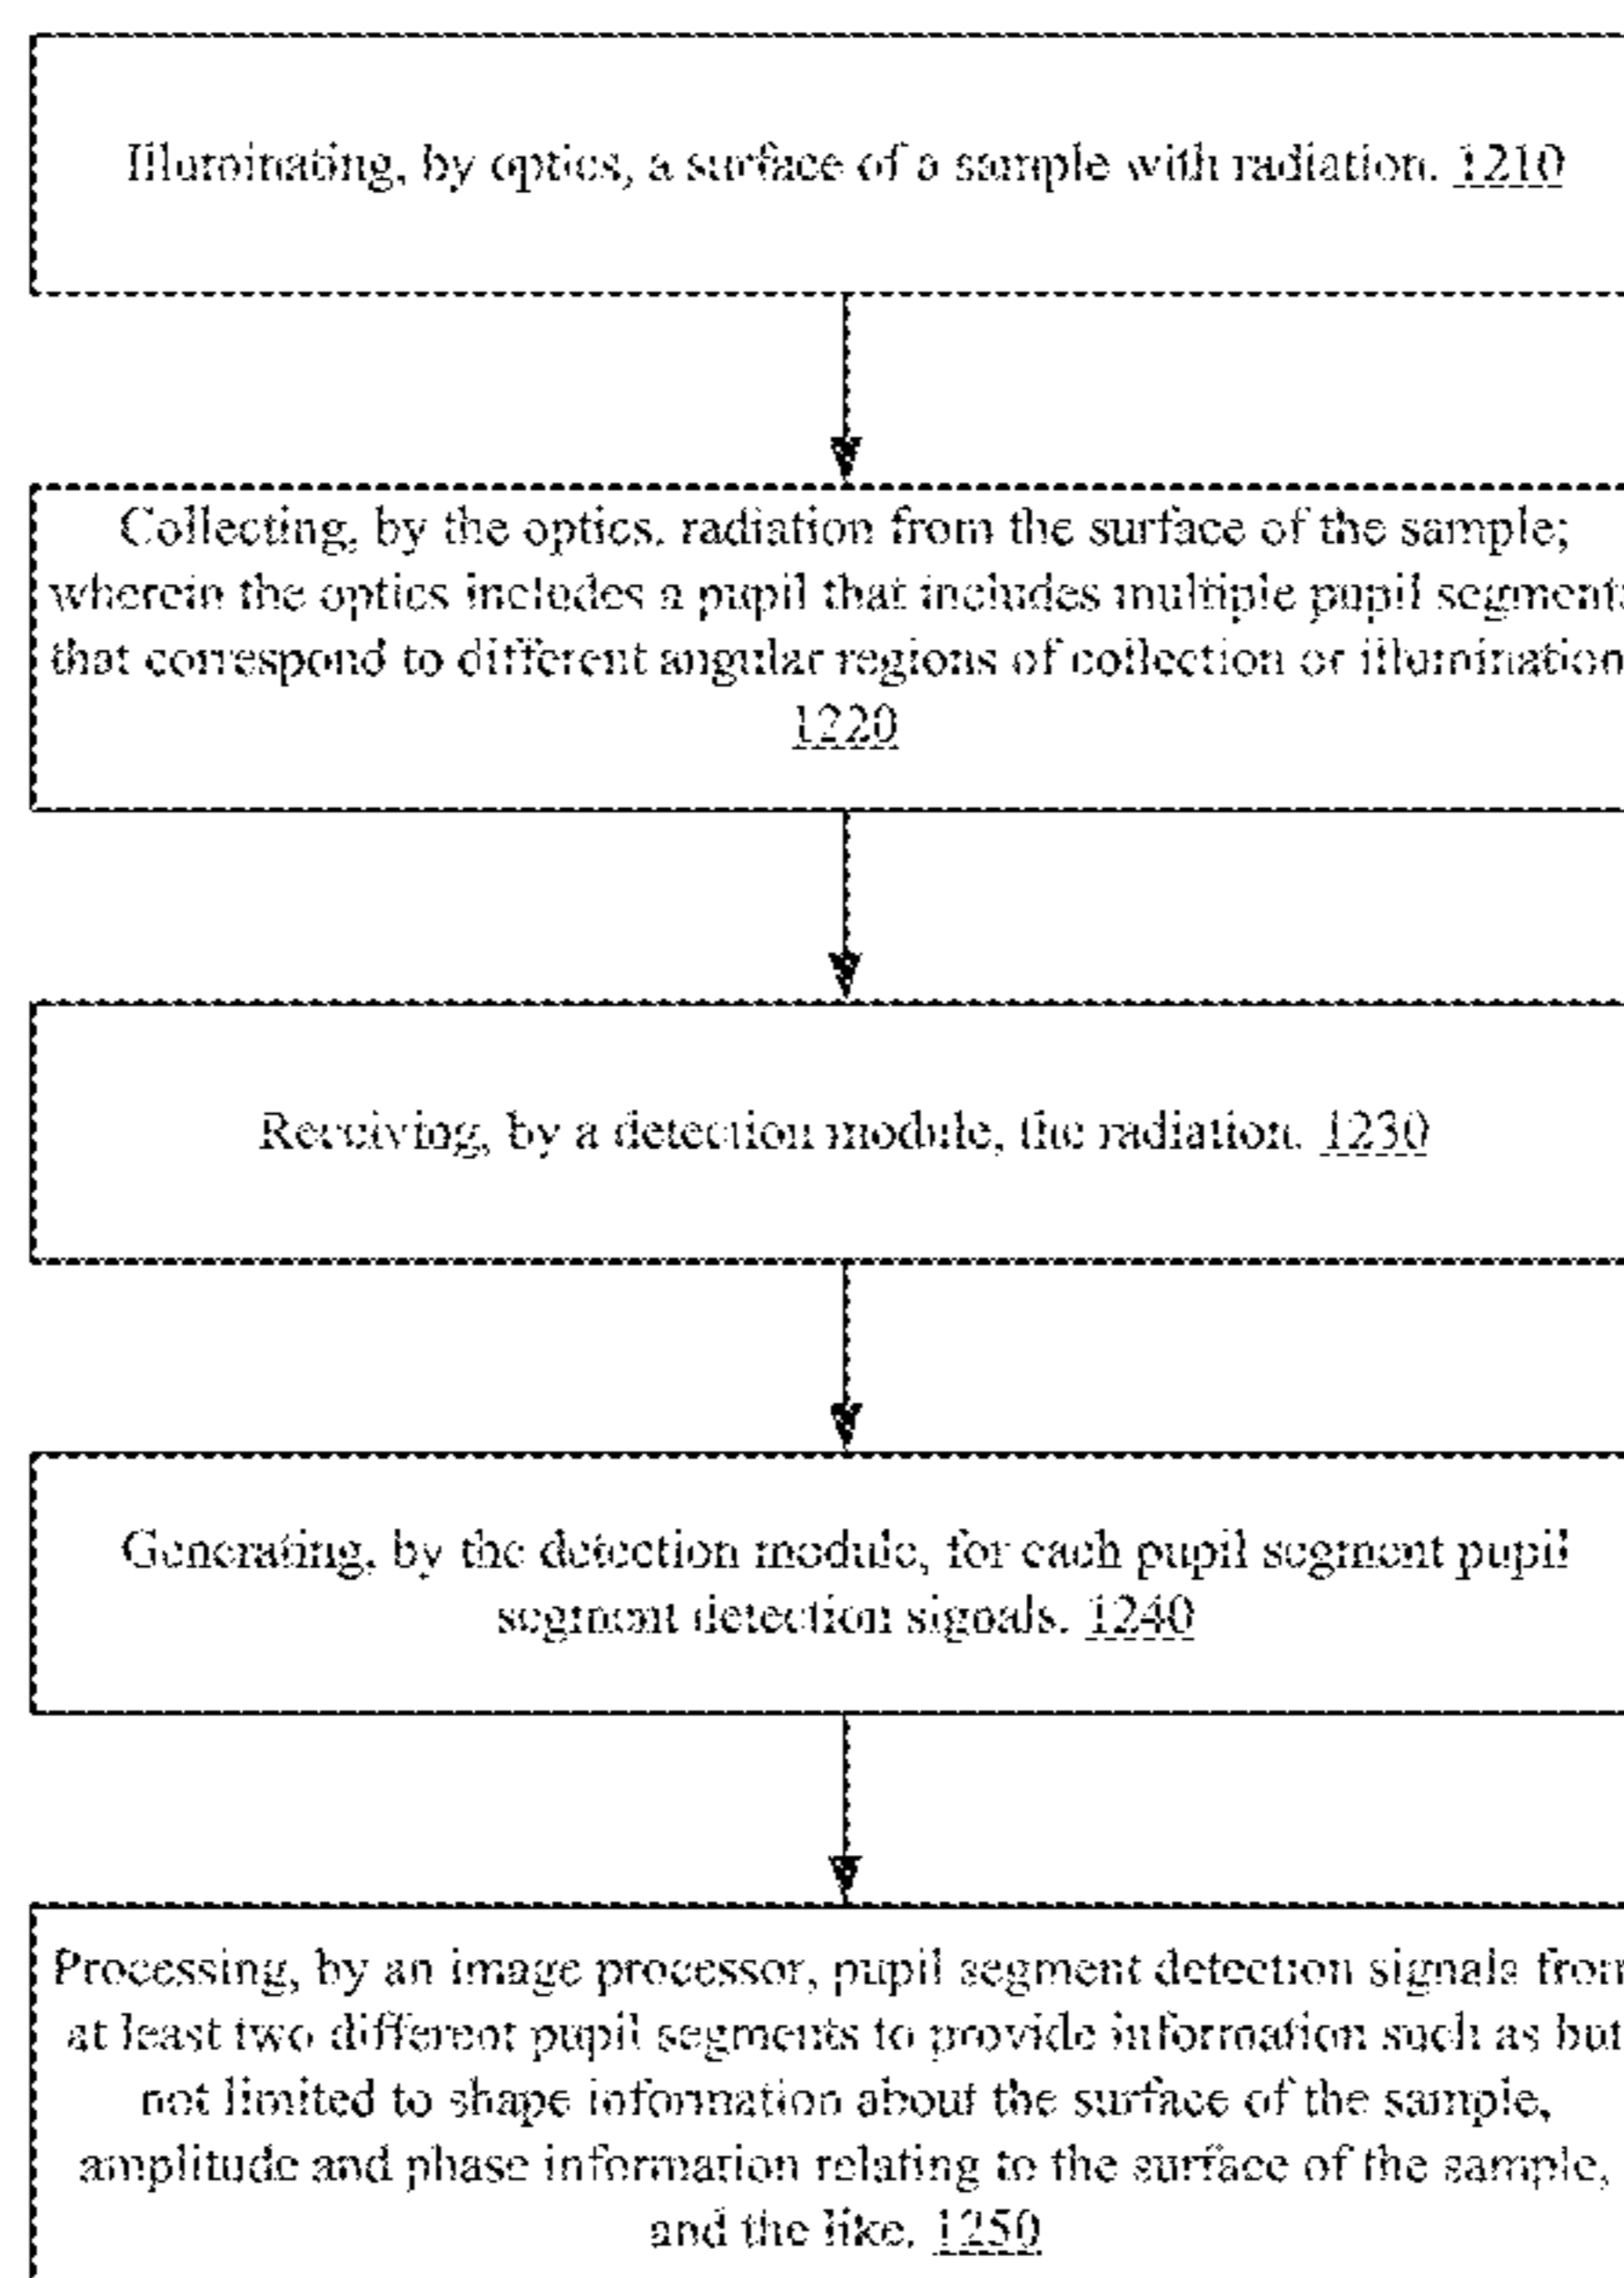 Illuminating, by optics, a surface of a sample with radiation. 1210
Collecting, by the optics. radiation from the surface of the sample;
wherein the optics includes a pupil that includes multiple pupil segments
that correspond to different angular regions of collection or illumination
1220
Receiving, by a detection module, the radiation. 1230
Generating, by the detection module, for each pupil segment pupil
segment detection signals. 1240
Processing, by an image processor, pupil segment detection signals from
at least two different pupil segments to provide information such as but
not limited to shape information about the surface of the sample,
amplitude and phase information relating to the surface of the sample,
and the like. 1250